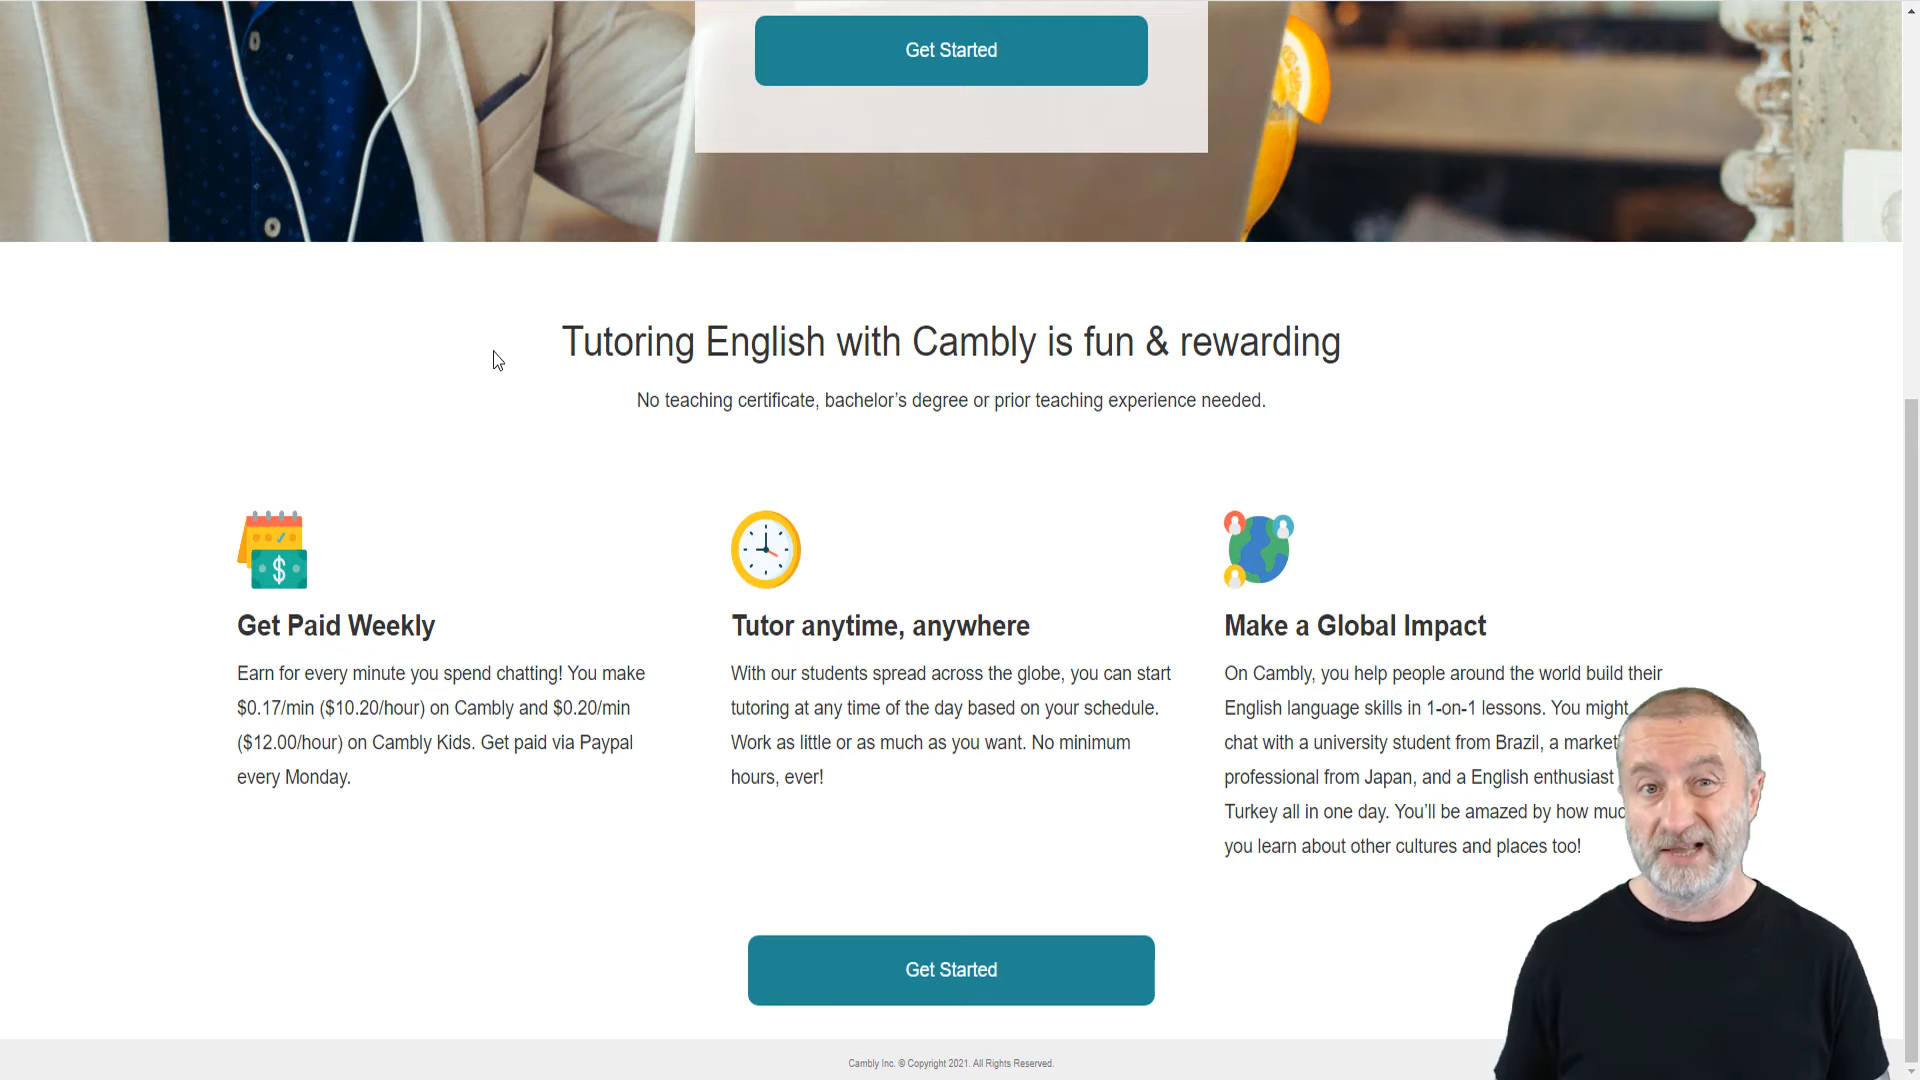 Get Started
Tutoring English with Cambly is fun & rewarding
No teaching certificate, bachelor’s degree or prior teaching experience needed.
$
Get Paid Weekly
Earn for every minute you spend chatting! You make
$0.17/min ($10.20/hour) on Cambly and $0.20/min
($12.00/hour) on Cambly Kids. Get paid via Paypal
every Monday.
Tutor anytime, anywhere
With our students spread across the globe, you can start
tutoring at any time of the day based on your schedule.
Work as little or as much as you want. No minimum
hours, ever!
Make a Global Impact
On Cambly, you help people around the world build their
English language skills in 1-on-1 lessons. You might
chat with a university student from Brazil, a market
professional from Japan, and a English enthusiast
Turkey all in one day. You’ll be amazed by how muc
you learn about other cultures and places too!
Get Started
Cambly Inc. © Copyright 2021. All Rights Reserved.